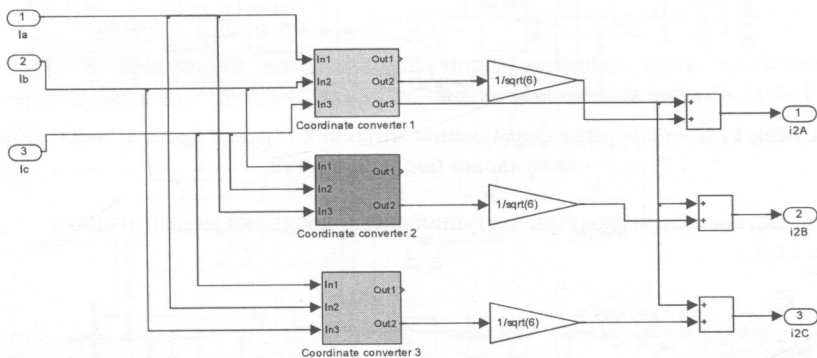 1
Ia
2
Ib
3
Ic
In1
In2
In3
Out1
Out2
Out3
Coordinate converter 1
1/sqrt(6)
+
+
1
i2A
In1
In2
In3
Out1
Out2
Coordinate converter 2
1/sqrt(6)
+
+
2
i2B
In1
In2
In3
Out1
Out2
Coordinate converter 3
1/sqrt(6)
+
+
3
i2C